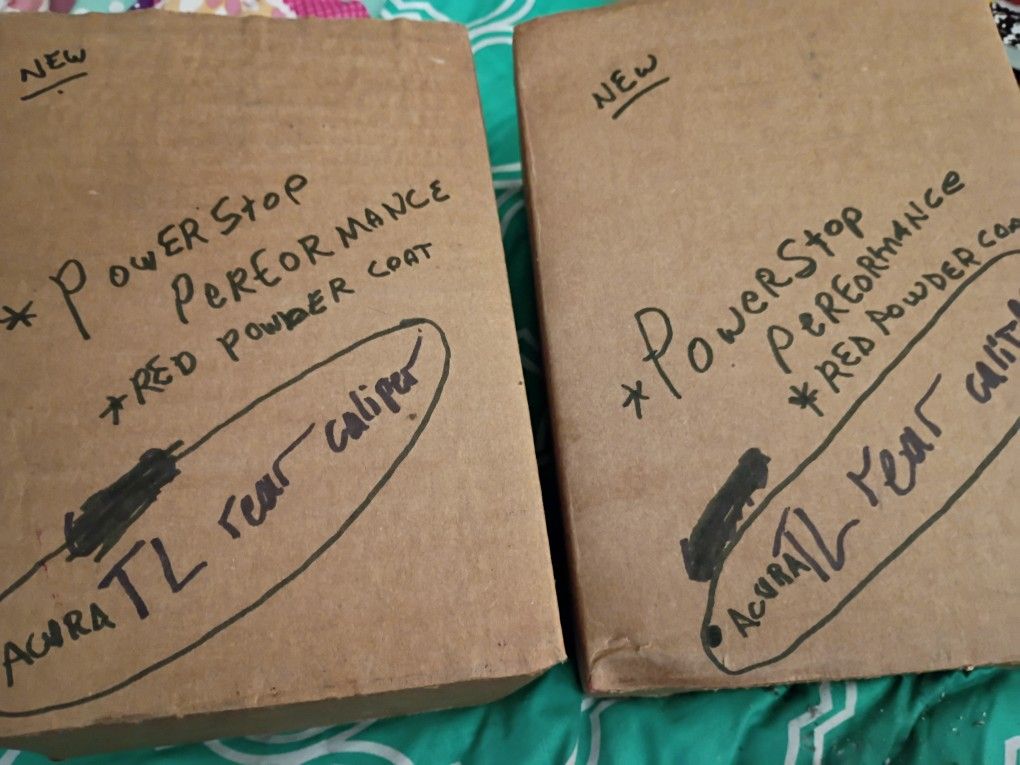 NEW
* POWERStOP
PeRFORMANCE
*RED POWDER COAT
ACURA TL rear caliper
NEW
*PoweRStop
PeRFORMANCE
*RED POWDER COA
ACURA TL rear calip